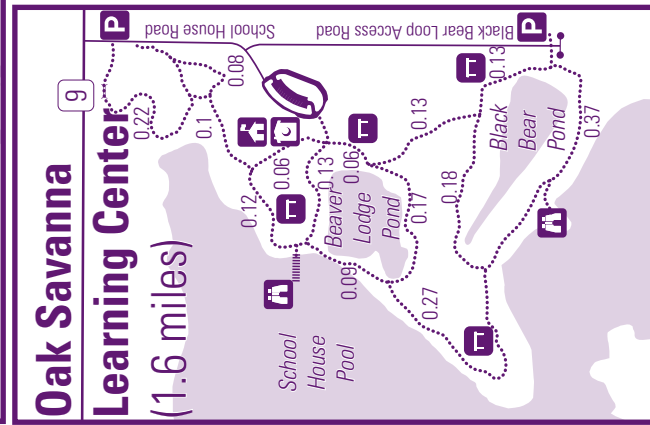 9
Oak Savanna
Learning Center
(1.6 miles)
P
School House Road
Black Bear Loop Access Road
P
0.22
0.1
0.08
0.12
0.06
0.13
0.06
0.13
0.13
0.37
0.18
0.17
0.09
0.27
Beaver
Lodge
Pond
Black
Bear
Pond
School
House
Pool